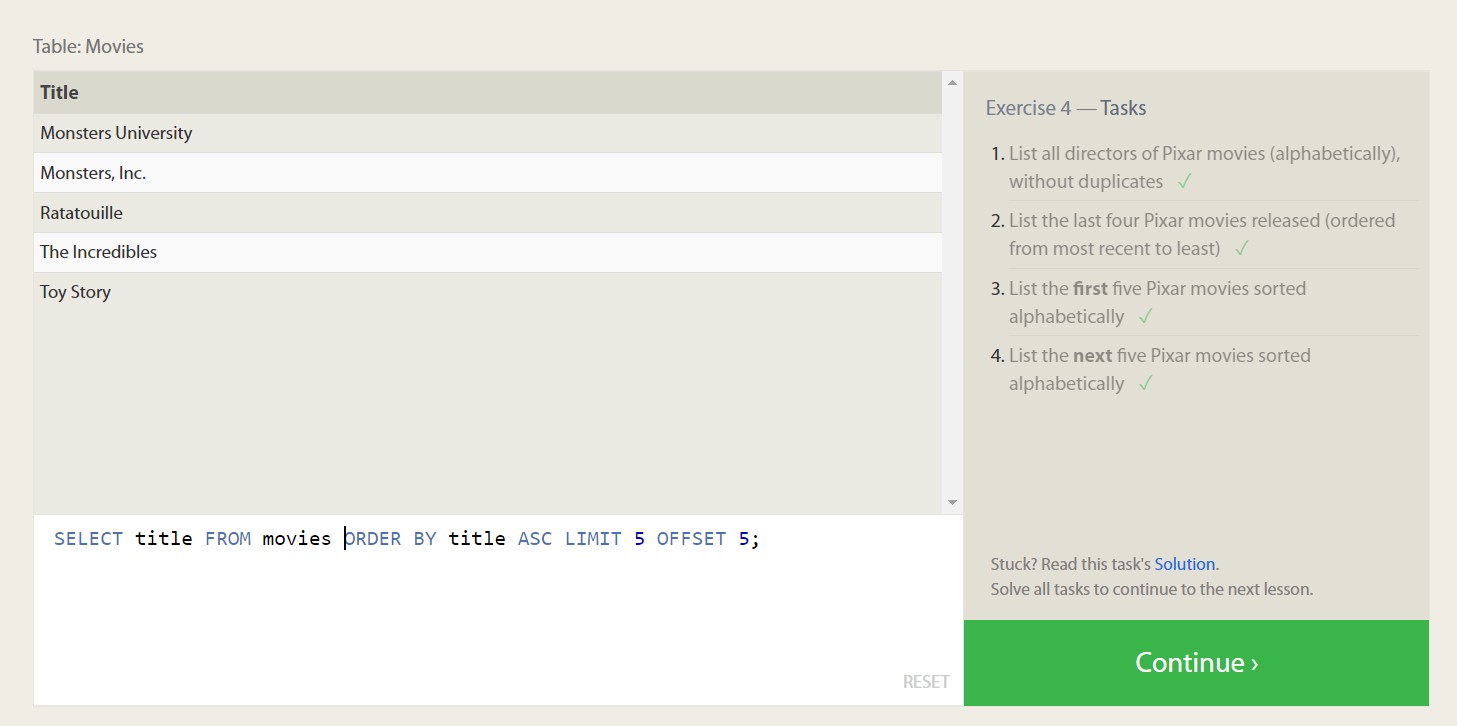 Table: Movies
Title
Monsters University
Monsters, Inc.
Ratatouille
The Incredibles
Toy Story
SELECT title FROM movies ORDER BY title ASC LIMIT 5 OFFSET 5;
RESET
Exercise 4 — Tasks
1. List all directors of Pixar movies (alphabetically),
without duplicates ✓
2. List the last four Pixar movies released (ordered
from most recent to least) ✓
3. List the first five Pixar movies sorted
alphabetically ✓
4. List the next five Pixar movies sorted
alphabetically ✓
Stuck? Read this task's Solution.
Solve all tasks to continue to the next lesson.
Continue ›